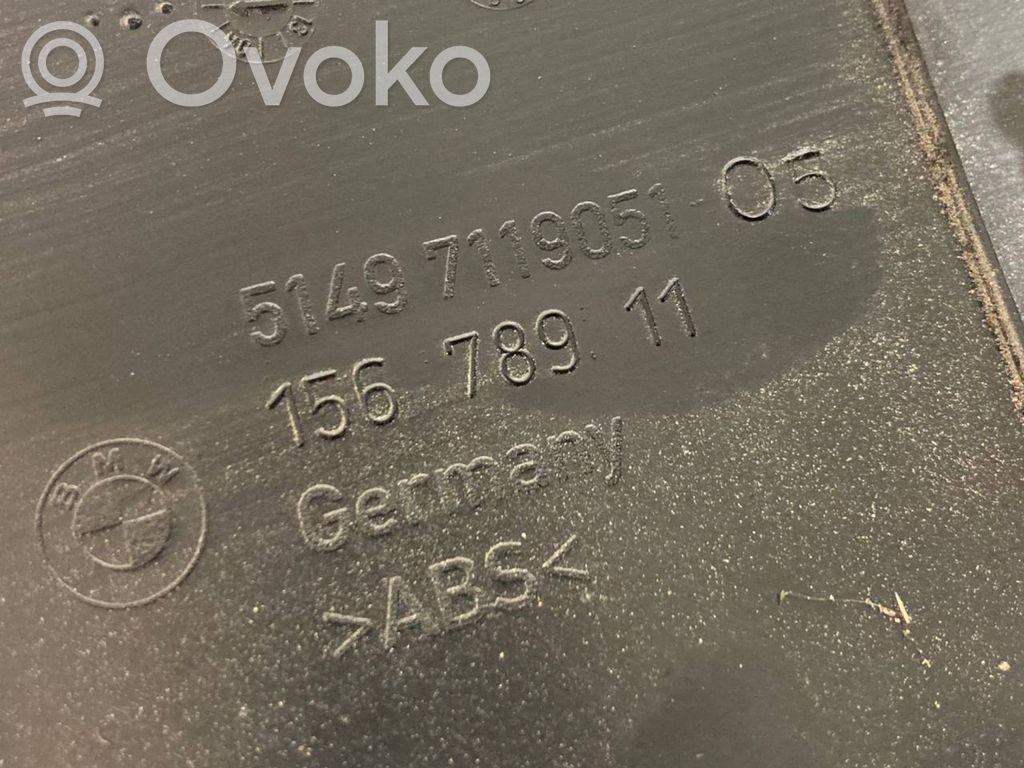 Ovoko
5149 7119051-05
156 789 11
BMW
Germany
>ABS<